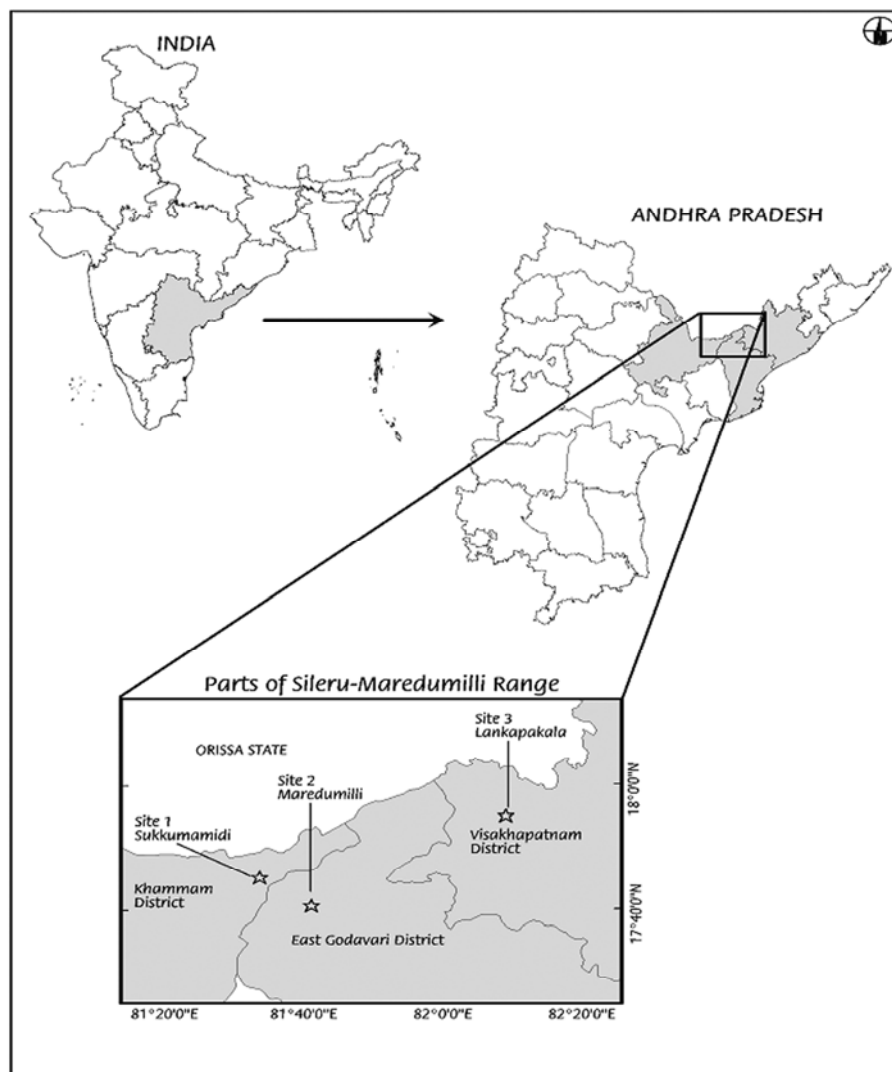 INDIA
N
ANDHRA PRADESH
Parts of Sileru-Maredumilli Range
ORISSA STATE
Site 3
Lankapakala
Site 2
Maredumilli
Site 1
Sukkumamidi
Visakhapatnam
District
Khammam
District
East Godavari District
18°0'0"N
17°40'0"N
81°20'0"E
81°40'0"E
82°0'0"E
82°20'0"E